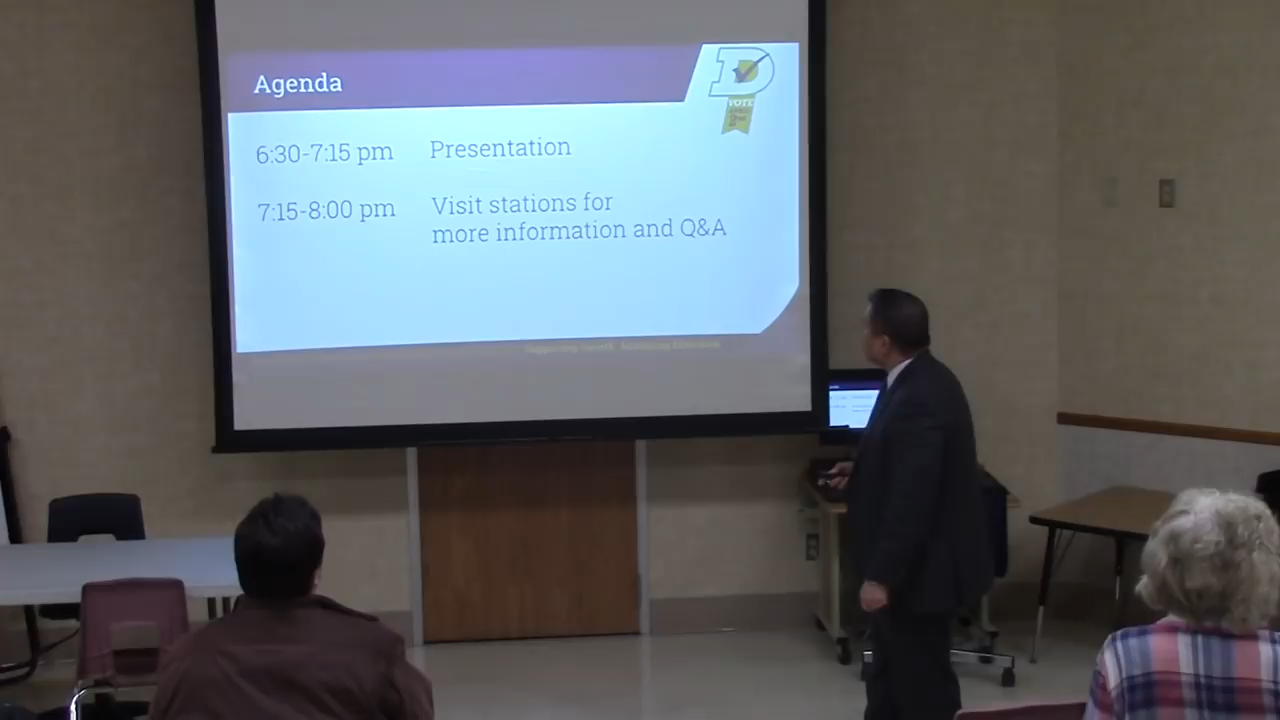 Agenda
VOTE
6:30-7:15 pm Presentation
7:15-8:00 pm Visit stations for
more information and Q&A